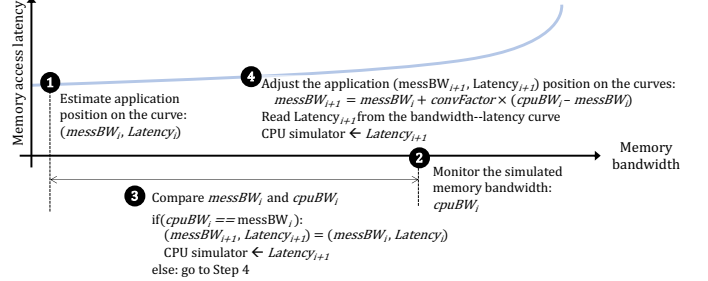 Memory access latency
1
Estimate application
position on the curve:
(messBWi, Latencyi)
4
Adjust the application (messBWi+1, Latencyi+1) position on the curves:
messBWi+1 = messBWi + convFactor × (cpuBWi – messBWi)
Read Latencyi+1 from the bandwidth--latency curve
CPU simulator ← Latencyi+1
Memory
bandwidth
2
Monitor the simulated
memory bandwidth:
cpuBWi
3
Compare messBWi and cpuBWi
if(cpuBWi == messBWi):
(messBWi+1, Latencyi+1) = (messBWi, Latencyi)
CPU simulator ← Latencyi+1
else: go to Step 4